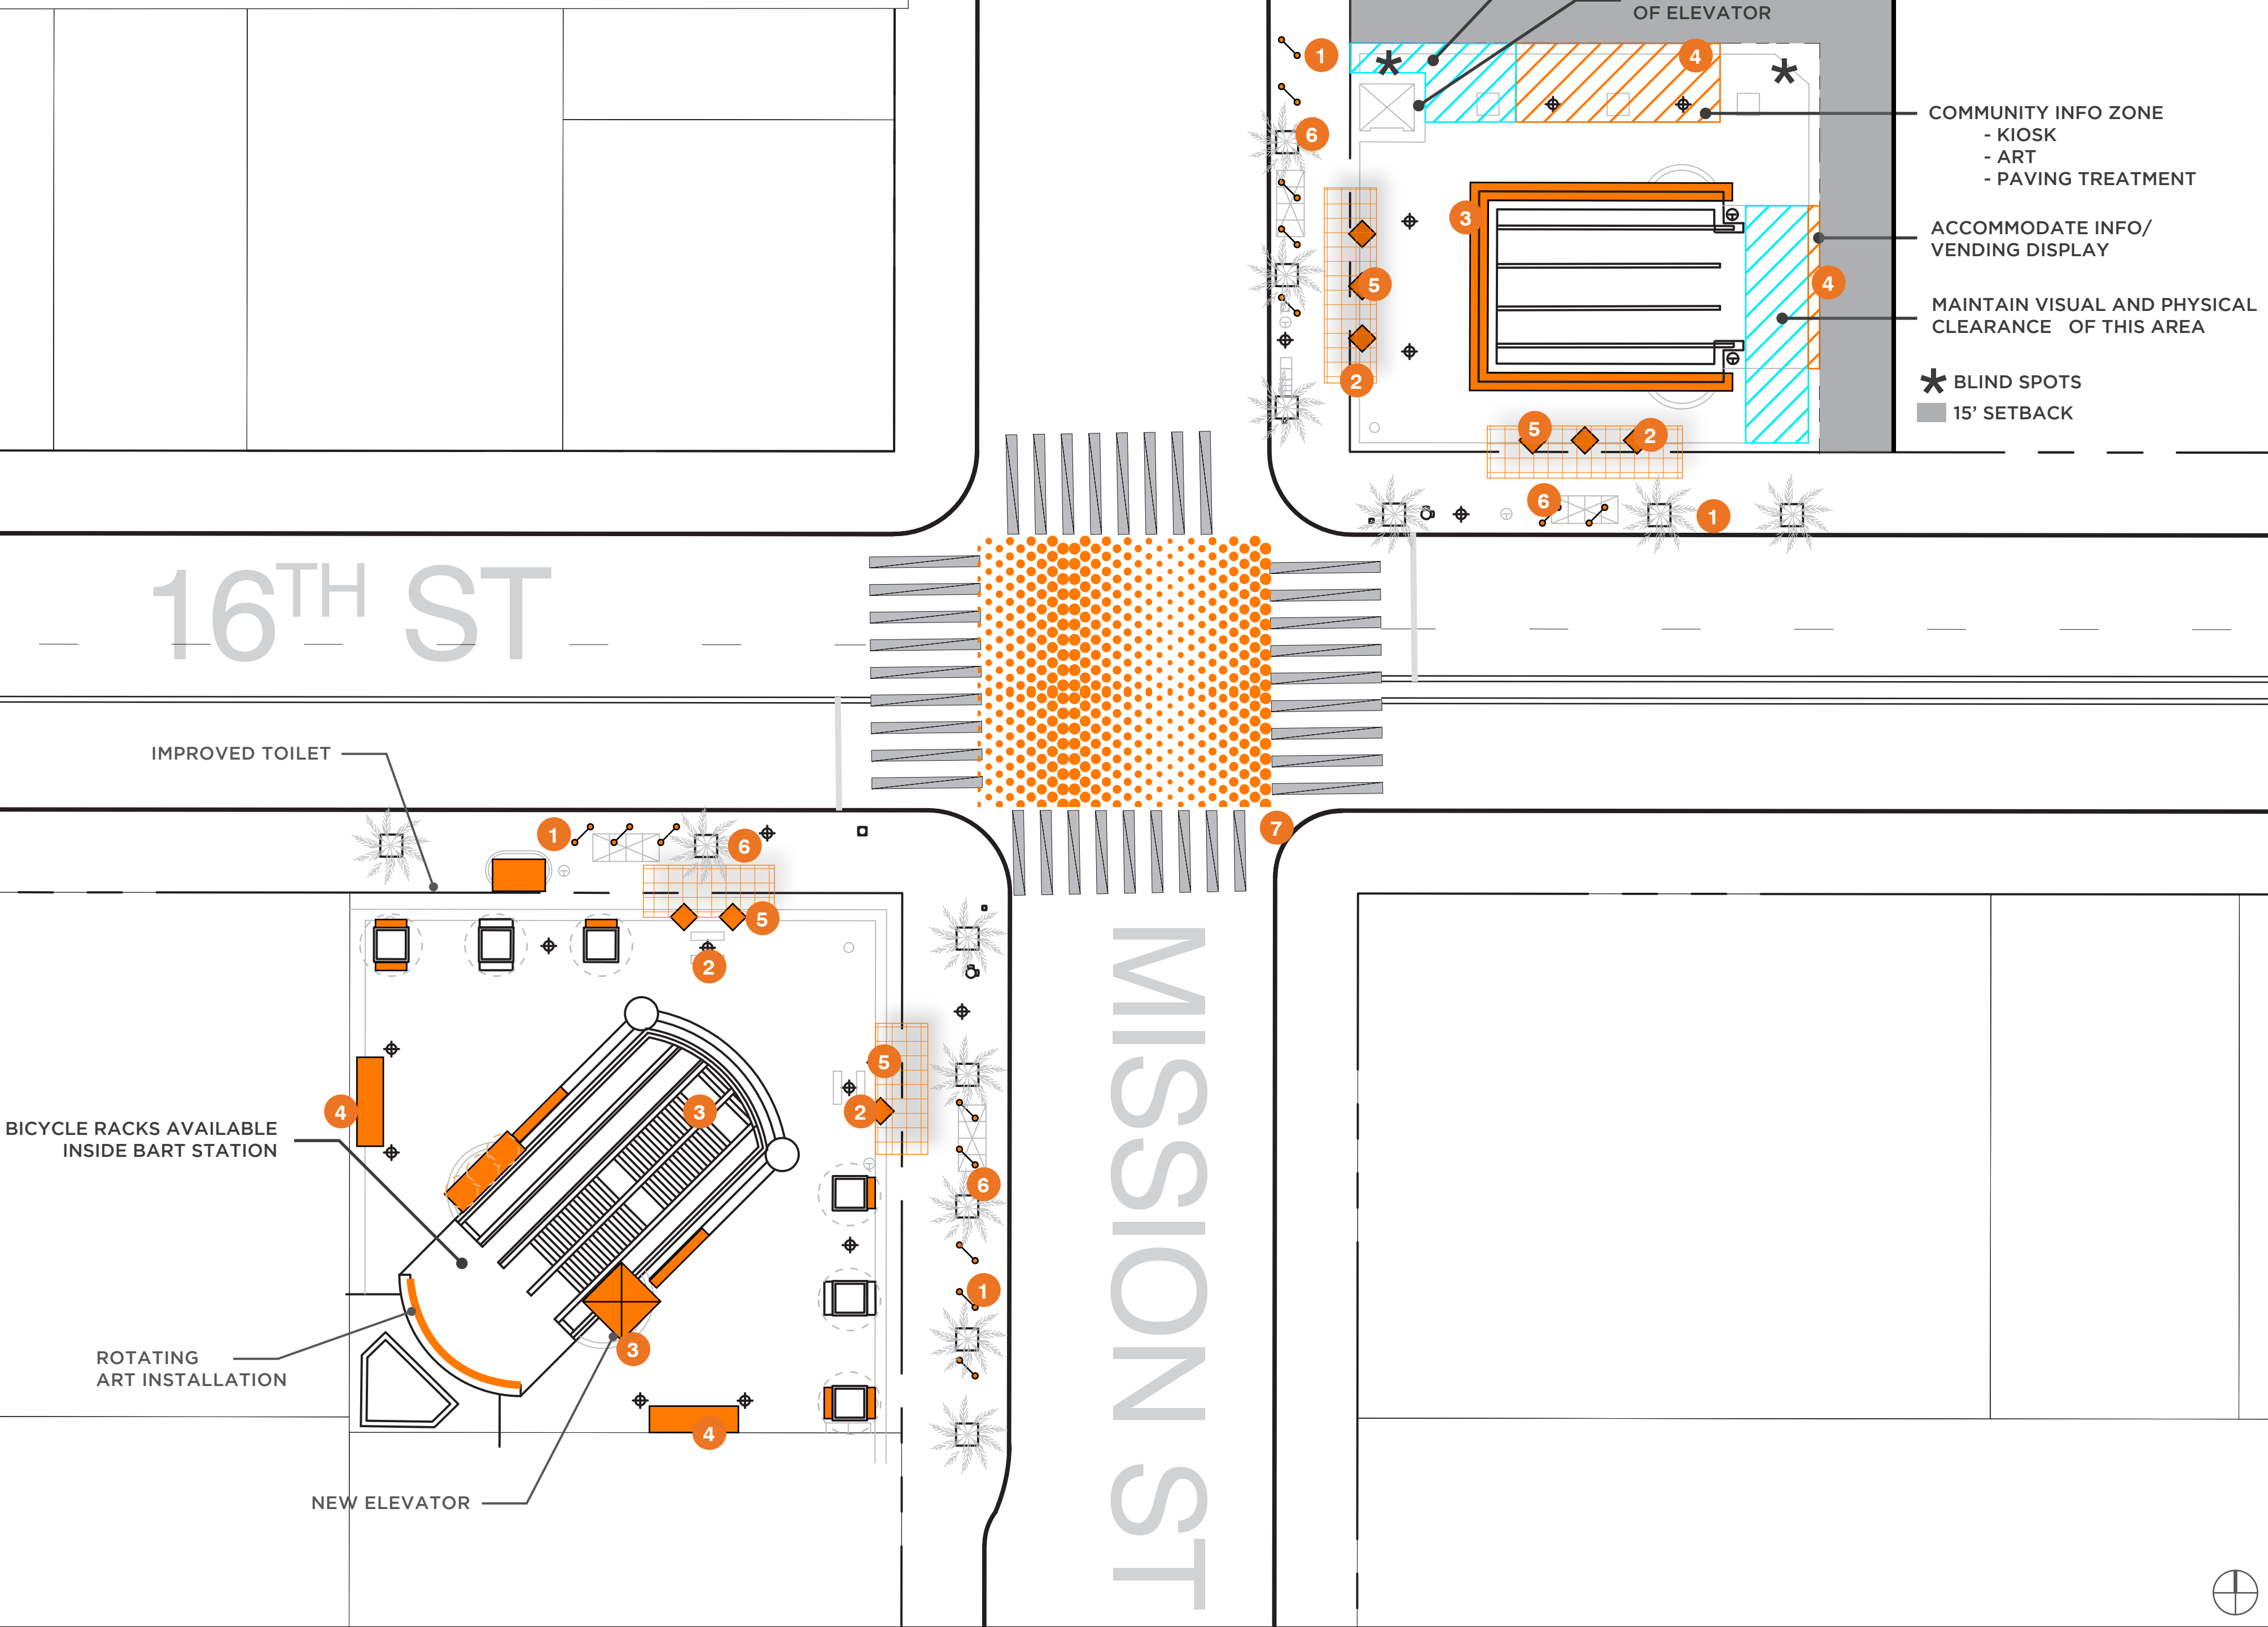 OF ELEVATOR
1
4
COMMUNITY INFO ZONE
- KIOSK
- ART
- PAVING TREATMENT
6
3
ACCOMMODATE INFO/
VENDING DISPLAY
5
4
MAINTAIN VISUAL AND PHYSICAL
CLEARANCE OF THIS AREA
2
BLIND SPOTS
15' SETBACK
5
2
6
1
16TH ST
IMPROVED TOILET
7
1
6
5
2
5
4
3
2
BICYCLE RACKS AVAILABLE
INSIDE BART STATION
6
1
MISSION ST
3
ROTATING
ART INSTALLATION
4
NEW ELEVATOR